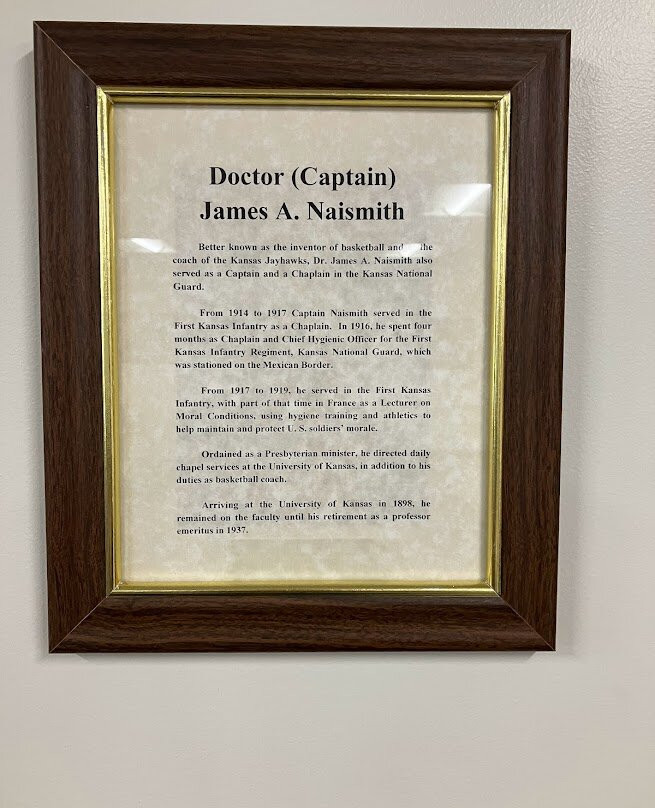 Doctor (Captain)
James A. Naismith
Better known as the inventor of basketball and the
coach of the Kansas Jayhawks, Dr. James A. Naismith also
served as a Captain and a Chaplain in the Kansas National
Guard.
From 1914 to 1917 Captain Naismith served in the
First Kansas Infantry as a Chaplain. In 1916, he spent four
months as Chaplain and Chief Hygienic Officer for the First
Kansas Infantry Regiment, Kansas National Guard, which
was stationed on the Mexican Border.
From 1917 to 1919, he served in the First Kansas
Infantry, with part of that time in France as a Lecturer on
Moral Conditions, using hygiene training and athletics to
help maintain and protect U. S. soldiers' morale.
Ordained as a Presbyterian minister, he directed daily
chapel services at the University of Kansas, in addition to his
duties as basketball coach.
Arriving at the University of Kansas in 1898, he
remained on the faculty until his retirement as a professor
emeritus in 1937.